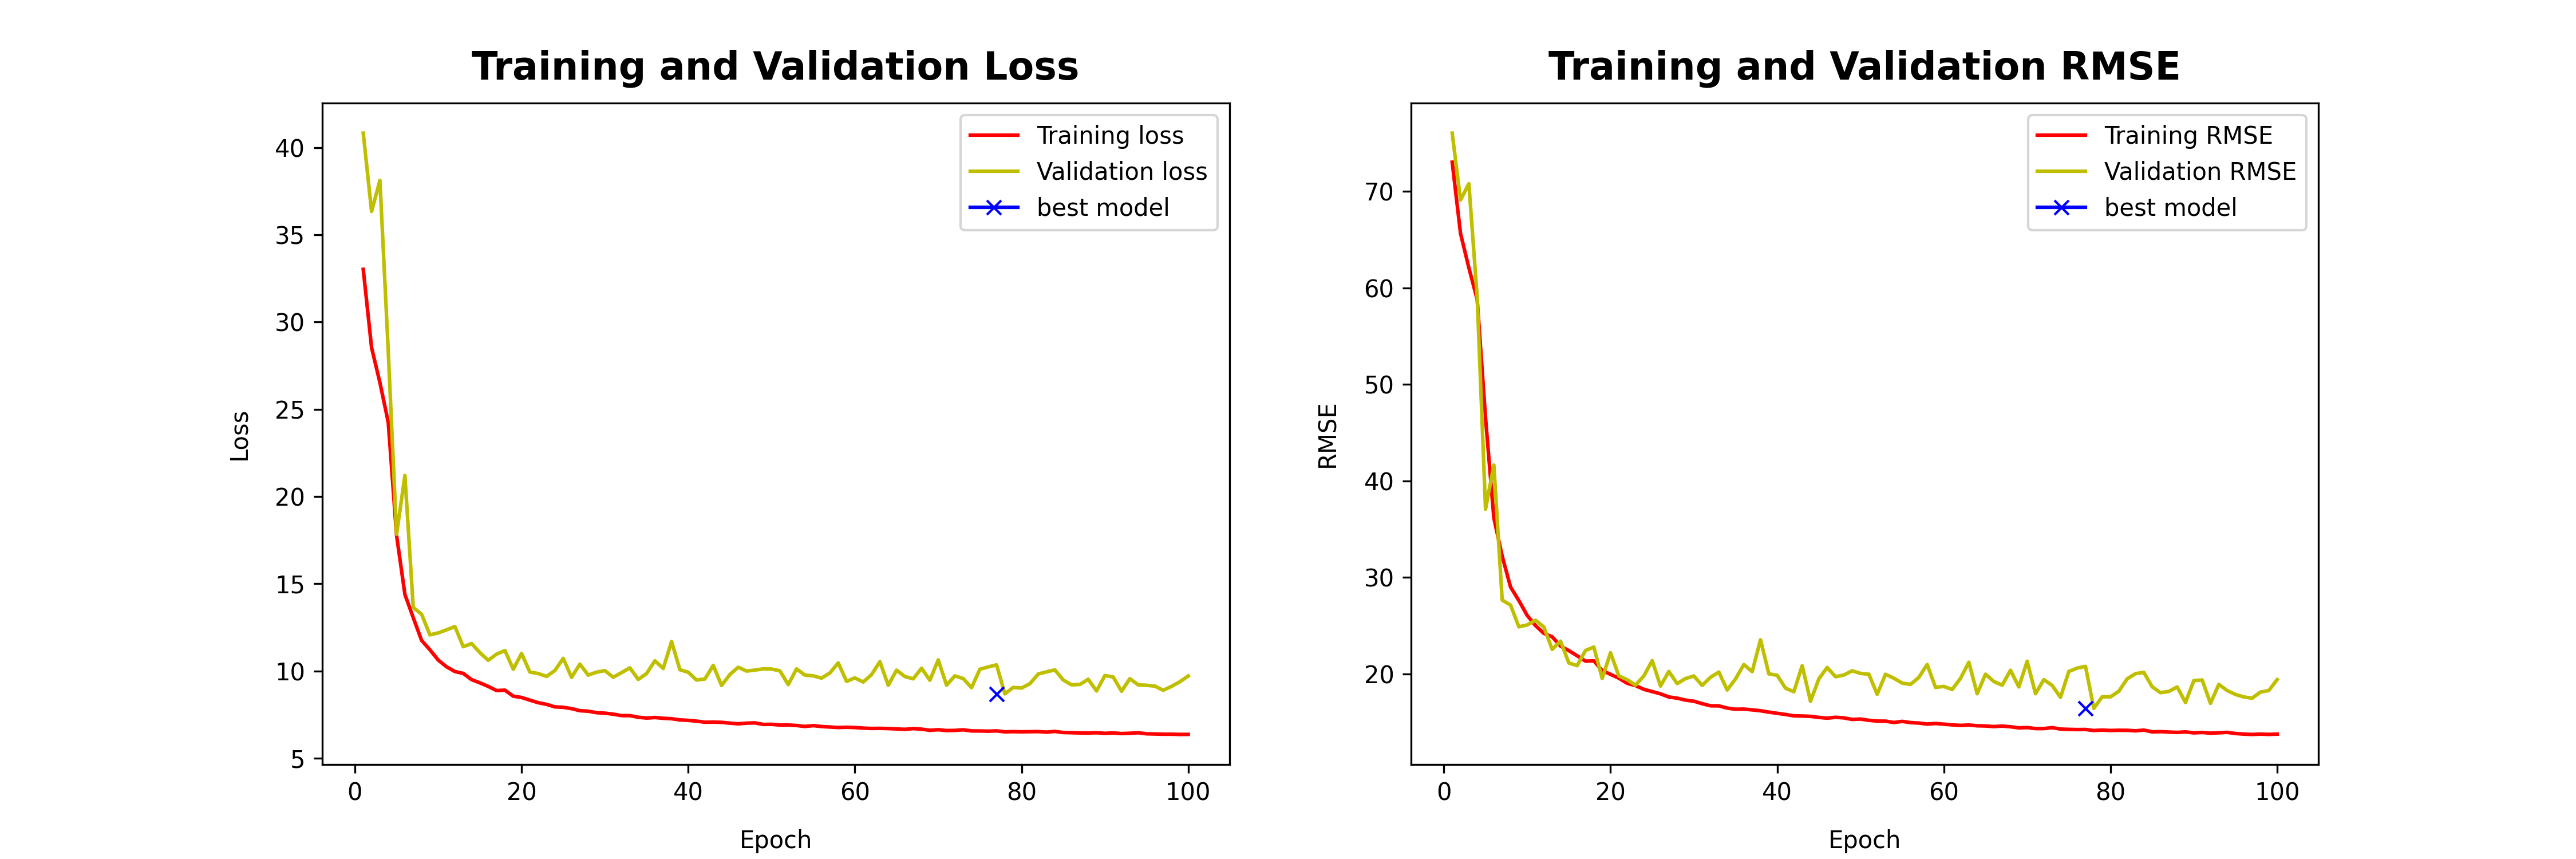 Training and Validation Loss
Training loss
Validation loss
best model
40
35
30
25
20
15
10
5
Loss
0 20 40 60 80 100
Epoch
Training and Validation RMSE
Training RMSE
Validation RMSE
best model
70
60
50
40
30
20
RMSE
0 20 40 60 80 100
Epoch